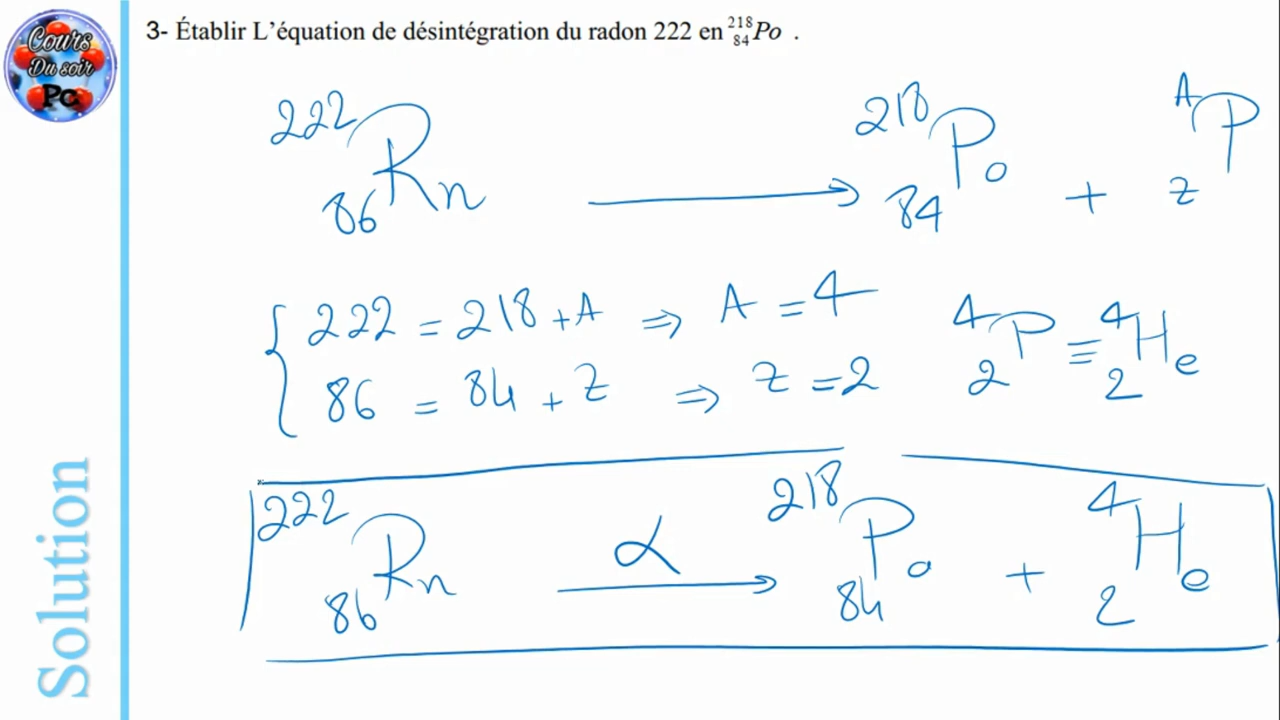 Cours
Du soir
PC
3- Établir L’équation de désintégration du radon 222 en ²¹⁸₈₄Po .
²²²₈₆Rn ⟶ ²¹⁸₈₄Po + ᴬ_Z P
222 = 218 + A ⇒ A = 4
86 = 84 + Z ⇒ Z = 2
⁴₂P ≡ ⁴₂He
²²²₈₆Rn α⟶ ²¹⁸₈₄Po + ⁴₂He
Solution